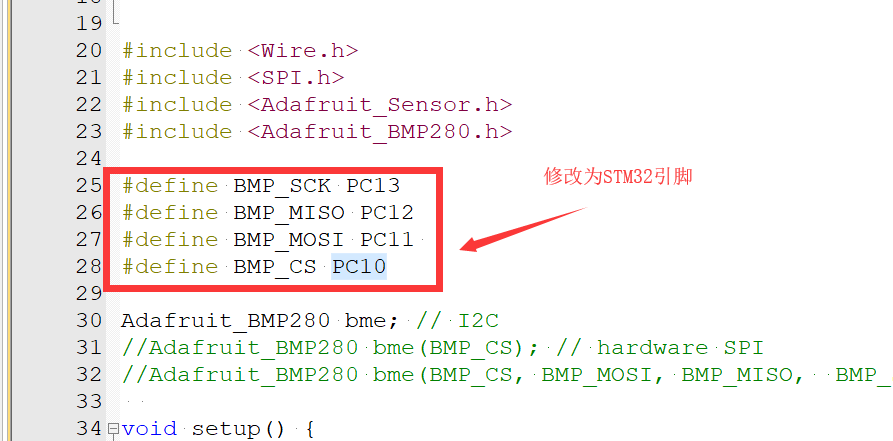 19
20 #include <Wire.h>
21 #include <SPI.h>
22 #include <Adafruit_Sensor.h>
23 #include <Adafruit_BMP280.h>
24
25 #define BMP_SCK PC13
修改为STM32引脚
26 #define BMP_MISO PC12
27 #define BMP_MOSI PC11
28 #define BMP_CS PC10
29
30 Adafruit_BMP280 bme; // I2C
31 //Adafruit_BMP280 bme(BMP_CS); // hardware SPI
32 //Adafruit_BMP280 bme(BMP_CS, BMP_MOSI, BMP_MISO,  BMP_
33
34 void setup() {